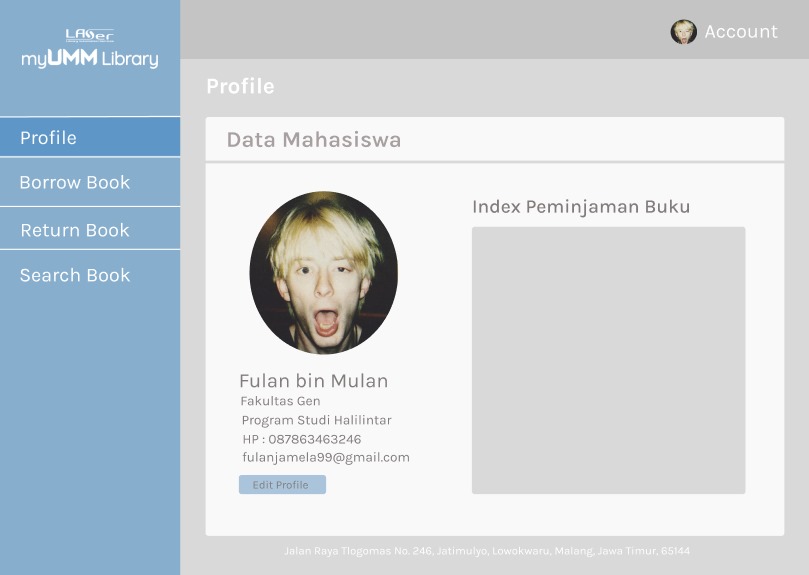 LASer
myUMM Library
Account
Profile
Borrow Book
Return Book
Search Book
Profile
Data Mahasiswa
Fulan bin Mulan
Fakultas Gen
Program Studi Halilintar
HP : 087863463246
fulanjamela99@gmail.com
Edit Profile
Index Peminjaman Buku
Jalan Raya Tlogomas No. 246, Jatimulyo, Lowokwaru, Malang, Jawa Timur, 65144